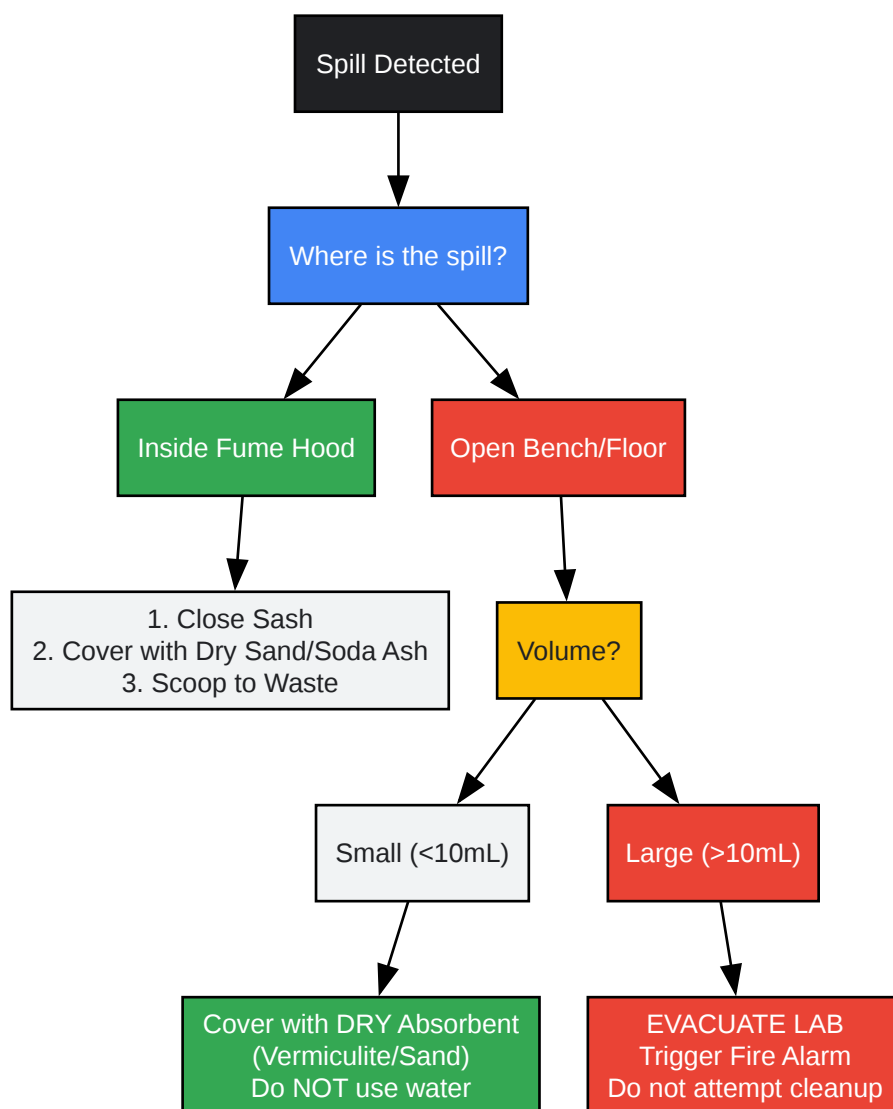 Spill Detected
Where is the spill?
Inside Fume Hood
Open Bench/Floor
1. Close Sash
2. Cover with Dry Sand/Soda Ash
3. Scoop to Waste
Volume?
Small (<10mL)
Large (>10mL)
Cover with DRY Absorbent
(Vermiculite/Sand)
Do NOT use water
EVACUATE LAB
Trigger Fire Alarm
Do not attempt cleanup